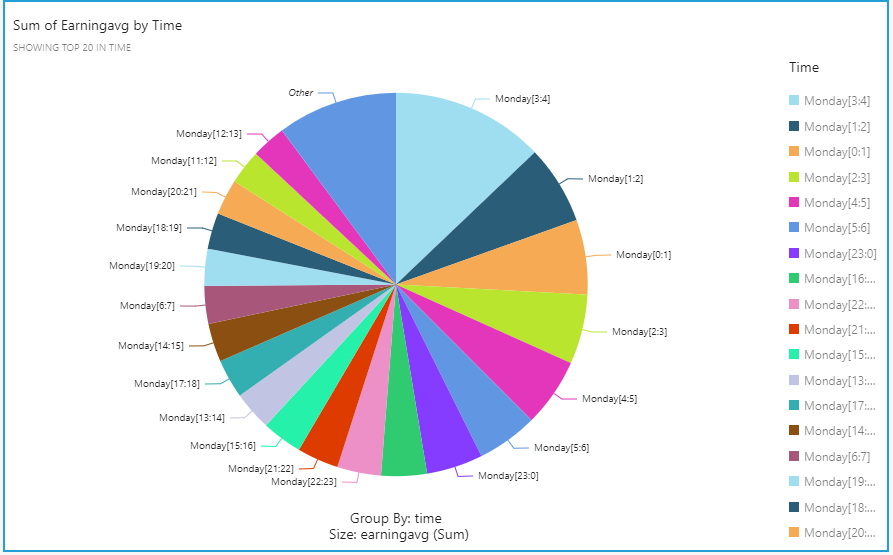 Sum of Earningavg by Time
SHOWING TOP 20 IN TIME
Other
Monday[3:4]
Monday[12:13]
Monday[11:12]
Monday[1:2]
Monday[20:21]
Monday[18:19]
Monday[0:1]
Monday[19:20]
Monday[6:7]
Monday[2:3]
Monday[14:15]
Monday[17:18]
Monday[4:5]
Monday[13:14]
Monday[15:16]
Monday[5:6]
Monday[21:22]
Monday[23:0]
Monday[22:23]
Group By: time
Size: earningavg (Sum)
Time
Monday[3:4]
Monday[1:2]
Monday[0:1]
Monday[2:3]
Monday[4:5]
Monday[5:6]
Monday[23:0]
Monday[16:...
Monday[22:...
Monday[21:...
Monday[15:...
Monday[13:...
Monday[17:...
Monday[14:...
Monday[6:7]
Monday[19:...
Monday[18:...
Monday[20:...